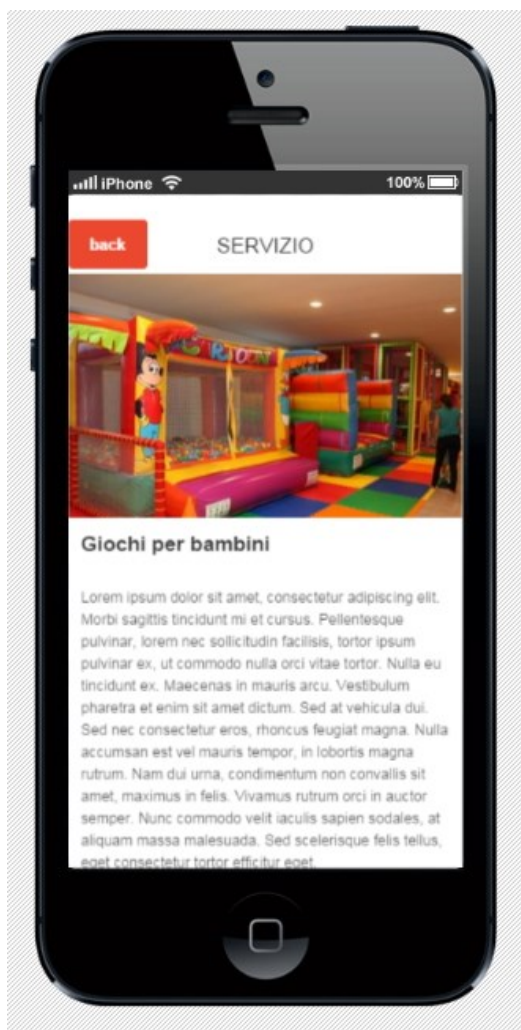 iPhone 100%
back SERVIZIO
Giochi per bambini
Lorem ipsum dolor sit amet, consectetur adipiscing elit.
Morbi sagittis tincidunt mi et cursus. Pellentesque
pulvinar, lorem nec sollicitudin facilisis, tortor ipsum
pulvinar ex, ut commodo nulla orci vitae tortor. Nulla eu
tincidunt ex. Maecenas in mauris arcu. Vestibulum
pharetra et enim sit amet dictum. Sed at vehicula dui.
Sed nec consectetur eros, rhoncus feugiat magna. Nulla
accumsan est vel mauris tempor, in lobortis magna
rutrum. Nam dui urna, condimentum non convallis sit
amet, maximus in felis. Vivamus rutrum orci in auctor
semper. Nunc commodo velit iaculis sapien sodales, at
aliquam massa malesuada. Sed scelerisque felis tellus,
eget consectetur tortor efficitur eget.